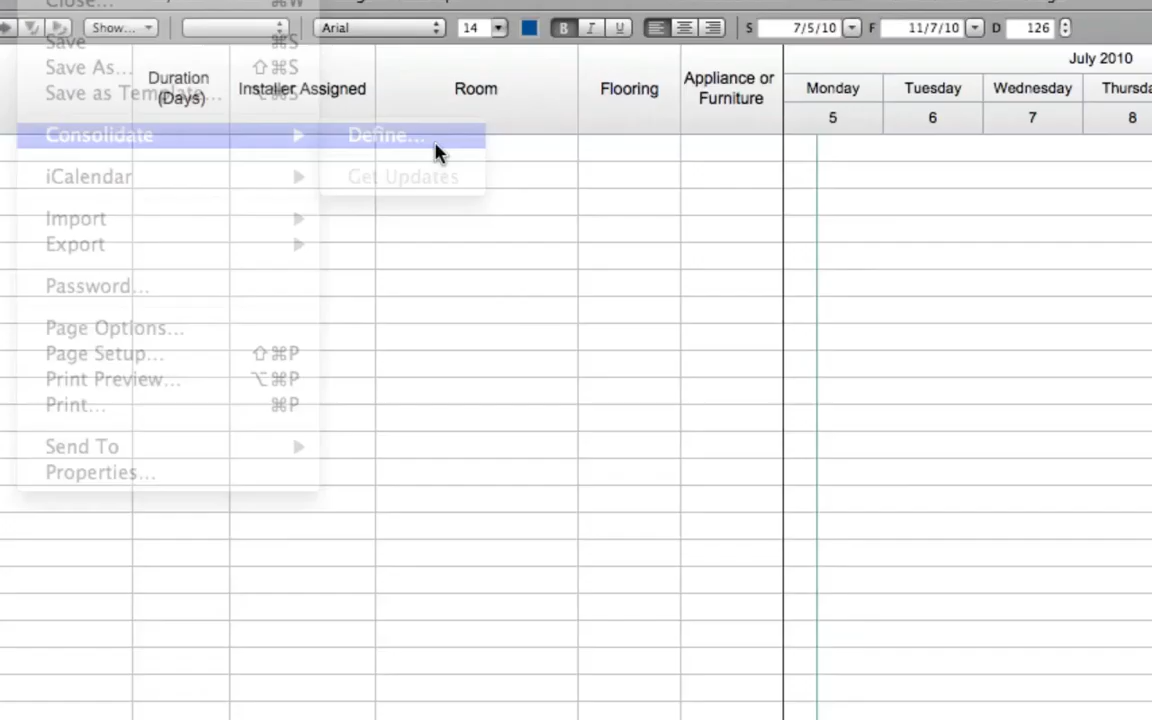 Close... ⌘W
Show... Arial 14 B I U S 7/5/10 F 11/7/10 D 126
Save ⌘S
Save As... ⇧⌘S
Save as Template... ⌥⌘S
Duration
(Days)
Installer Assigned
Room
Flooring
Appliance or
Furniture
July 2010
Monday Tuesday Wednesday Thursda
5 6 7 8
Consolidate Define...
iCalendar Get Updates
Import
Export
Password...
Page Options...
Page Setup... ⇧⌘P
Print Preview... ⌥⌘P
Print... ⌘P
Send To
Properties...